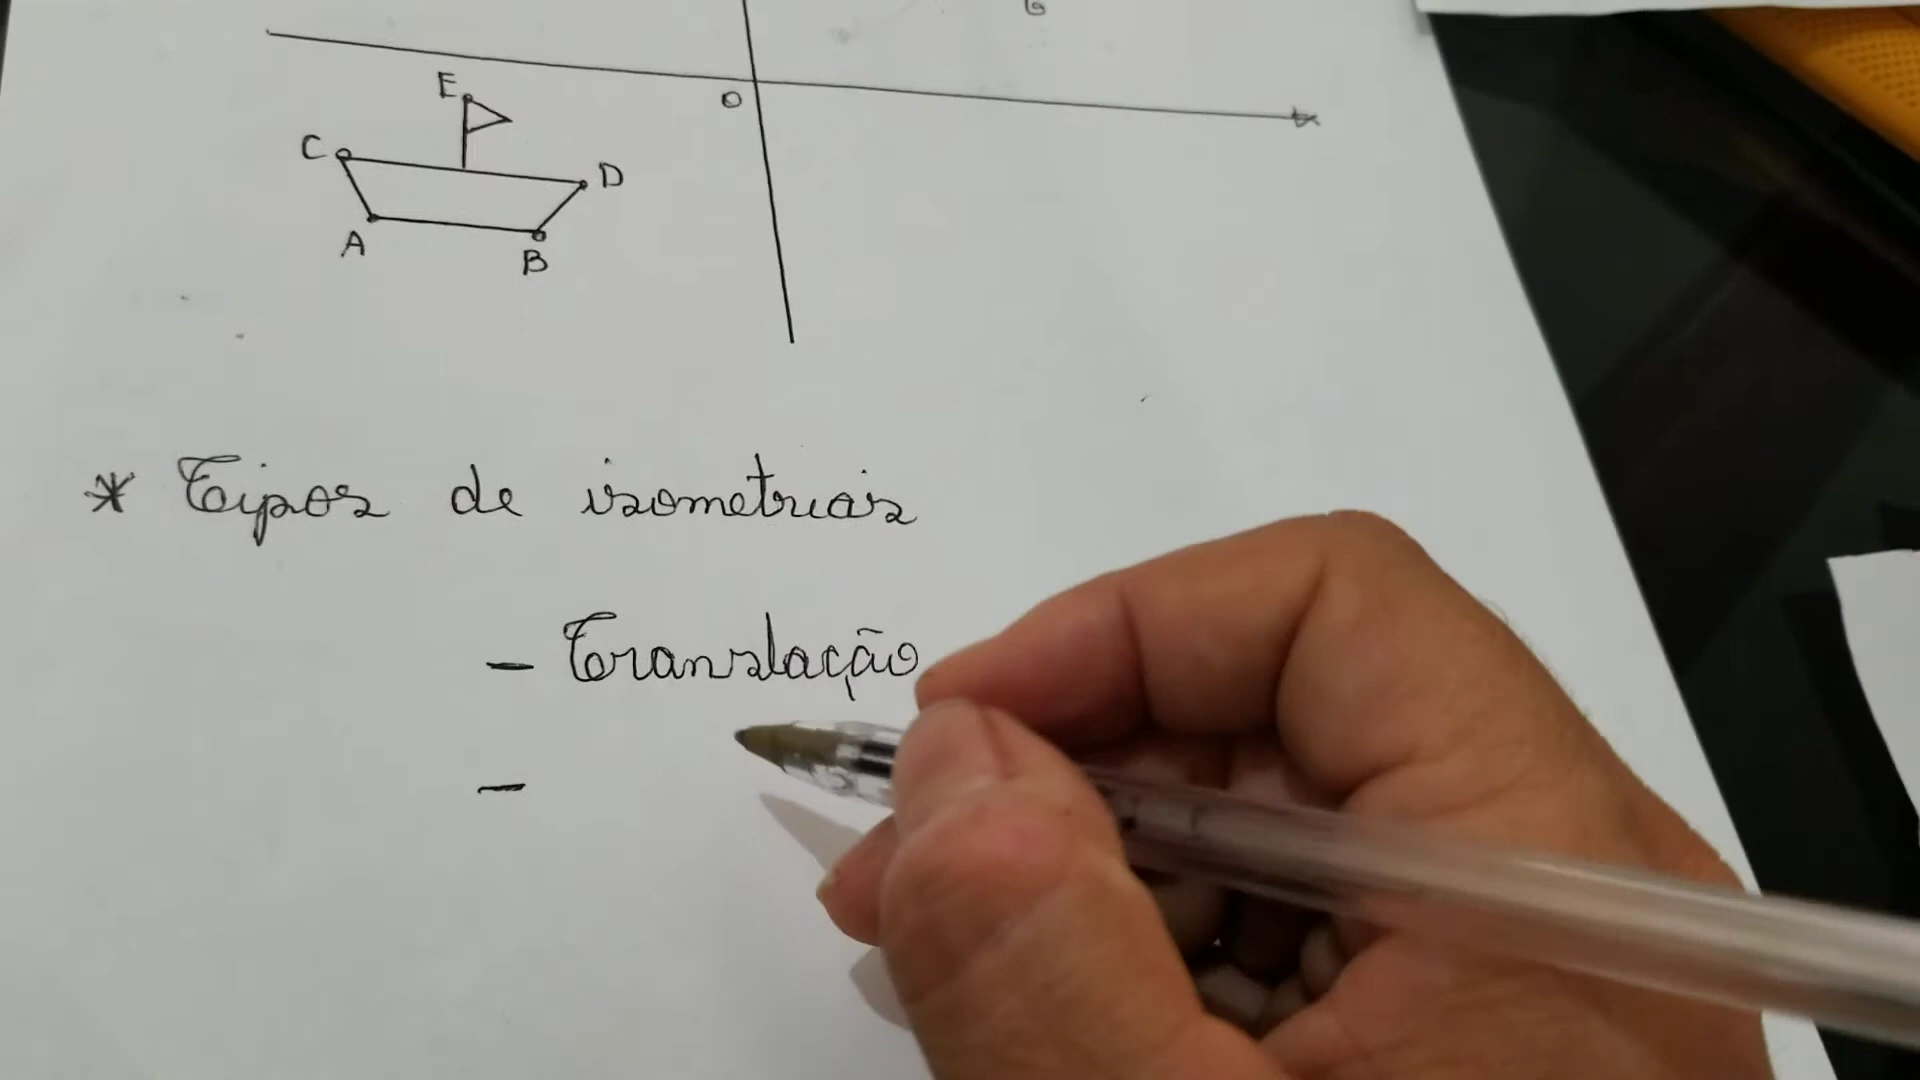 E
O
C
D
A
B
* Tipos de isometrias
- Translação
-